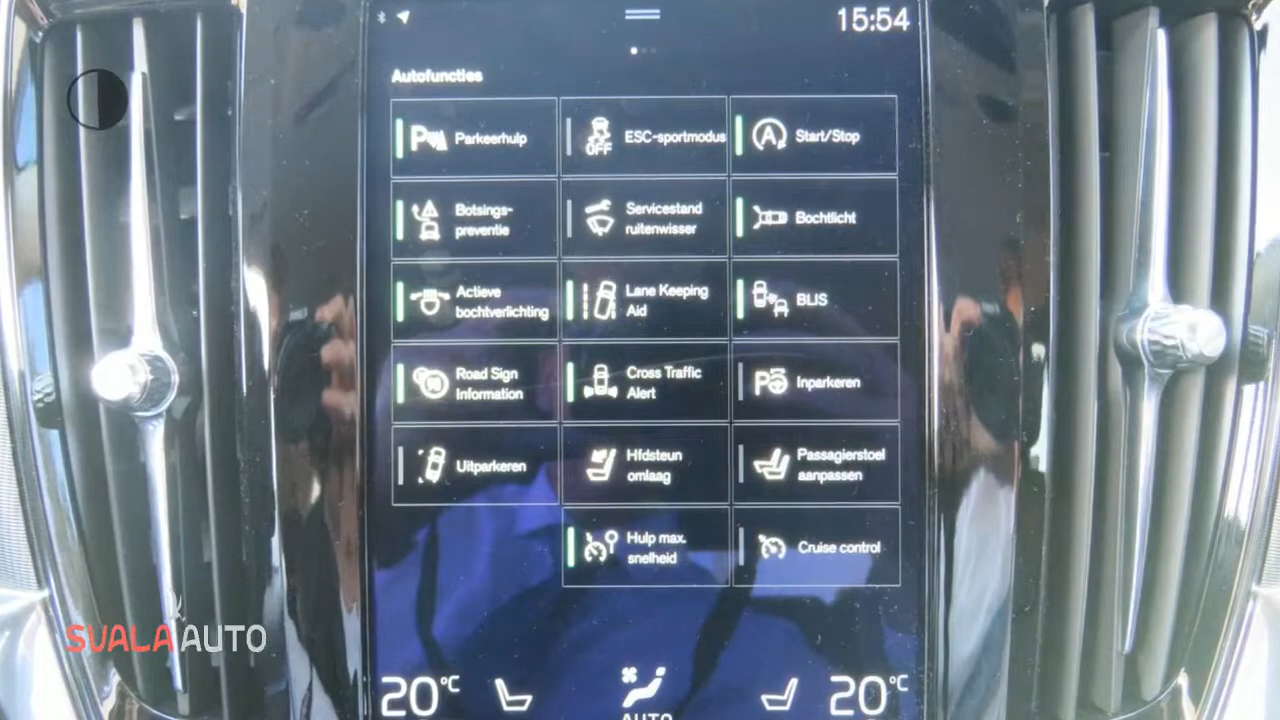 15:54
Autofuncties
Parkeerhulp
OFF
ESC-sportmodus
A
Start/Stop
Botsings-
preventie
Servicestand
ruitenwisser
Bochtlicht
Actieve
bochtverlichting
Lane Keeping
Aid
BLIS
Road Sign
Information
Cross Traffic
Alert
P
Inparkeren
Uitparkeren
Hfdsteun
omlaag
Passagierstoel
aanpassen
Hulp max.
snelheid
Cruise control
SVALA AUTO
20°C
AUTO
20°C